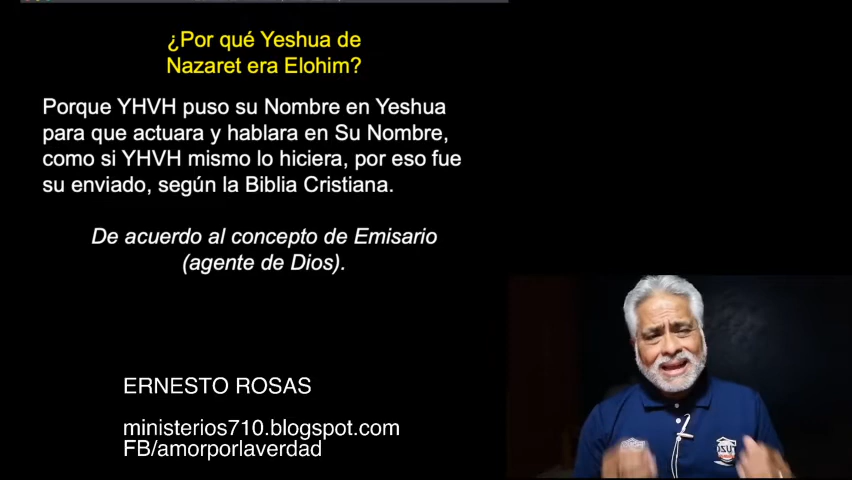 ¿Por qué Yeshua de
Nazaret era Elohim?
Porque YHVH puso su Nombre en Yeshua
para que actuara y hablara en Su Nombre,
como si YHVH mismo lo hiciera, por eso fue
su enviado, según la Biblia Cristiana.
De acuerdo al concepto de Emisario
(agente de Dios).
ERNESTO ROSAS
ministerios710.blogspot.com
FB/amorporlaverdad